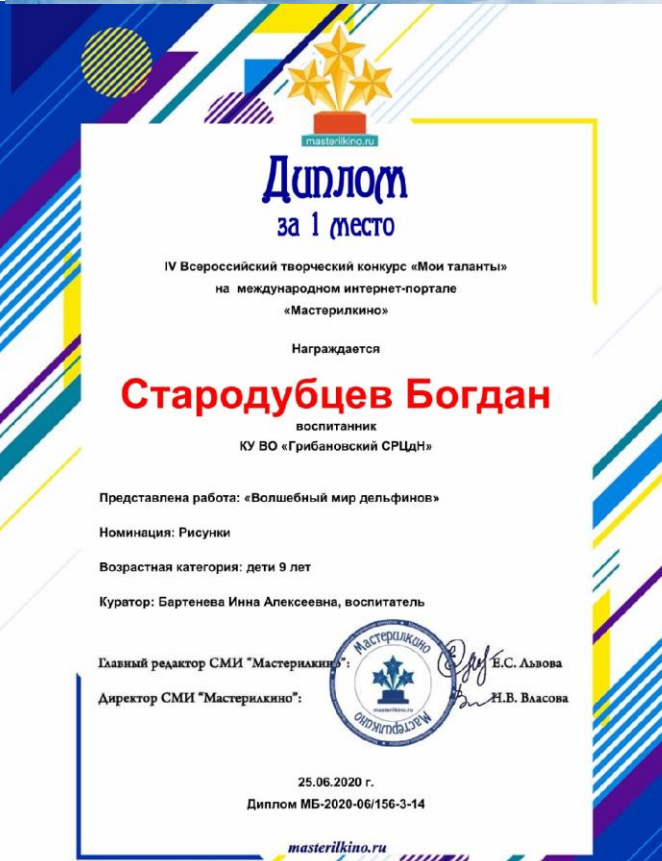 masterilkino.ru
Диплом
за 1 место
IV Всероссийский творческий конкурс «Мои таланты»
на международном интернет-портале
«Мастерилкино»
Награждается
Стародубцев Богдан
воспитанник
КУ ВО «Грибановский СРЦдН»
Представлена работа: «Волшебный мир дельфинов»
Номинация: Рисунки
Возрастная категория: дети 9 лет
Куратор: Бартенева Инна Алексеевна, воспитатель
Главный редактор СМИ "Мастерилкино": Е.С. Львова
Директор СМИ "Мастерилкино": Н.В. Власова
Мастерилкино
masterilkino.ru
Мастерилкино
25.06.2020 г.
Диплом МБ-2020-06/156-3-14
masterilkino.ru